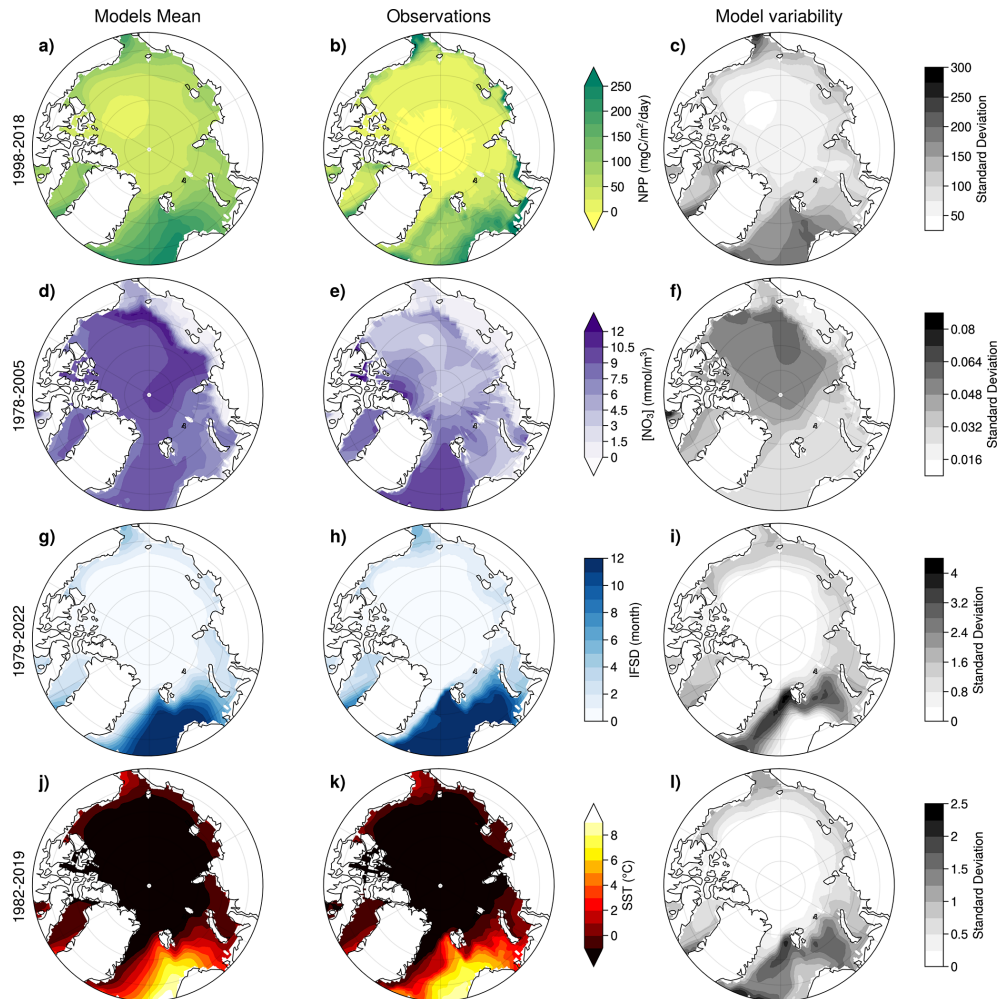 Models Mean
Observations
Model variability
1998-2018
a)
b)
250
200
150
100
50
0
NPP (mgC/m²/day)
c)
300
250
200
150
100
50
Standard Deviation
1978-2005
d)
e)
12
10.5
9
7.5
6
4.5
3
1.5
0
[NO₃] (mmol/m³)
f)
0.08
0.064
0.048
0.032
0.016
Standard Deviation
1979-2022
g)
h)
12
10
8
6
4
2
0
IFSD (month)
i)
4
3.2
2.4
1.6
0.8
0
Standard Deviation
1982-2019
j)
k)
8
6
4
2
0
SST (°C)
l)
2.5
2
1.5
1
0.5
0
Standard Deviation